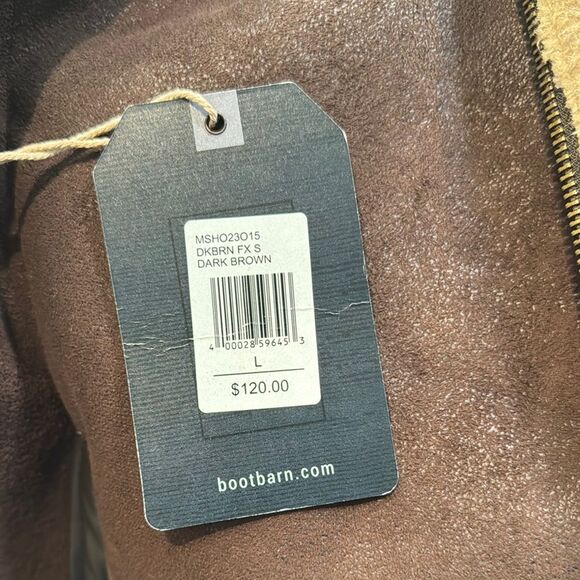 MSHO23O15
DKBRN FX S
DARK BROWN
4 00028 59645 3
L
$120.00
bootbarn.com